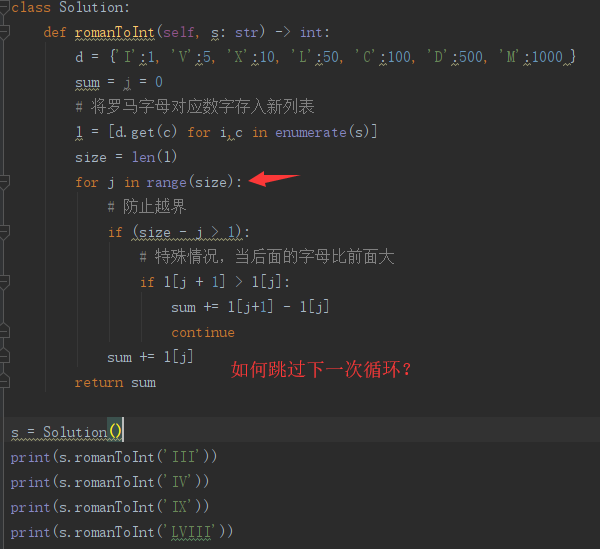 class Solution:
    def romanToInt(self, s: str) -> int:
        d = {'I':1, 'V':5, 'X':10, 'L':50, 'C':100, 'D':500, 'M':1000 }
        sum = j = 0
        # 将罗马字母对应数字存入新列表
        l = [d.get(c) for i,c in enumerate(s)]
        size = len(l)
        for j in range(size):
            # 防止越界
            if (size - j > 1):
                # 特殊情况，当后面的字母比前面大
                if l[j + 1] > l[j]:
                    sum += l[j+1] - l[j]
                    continue
            sum += l[j]
如何跳过下一次循环？
        return sum
s = Solution()
print(s.romanToInt('III'))
print(s.romanToInt('IV'))
print(s.romanToInt('IX'))
print(s.romanToInt('LVIII'))